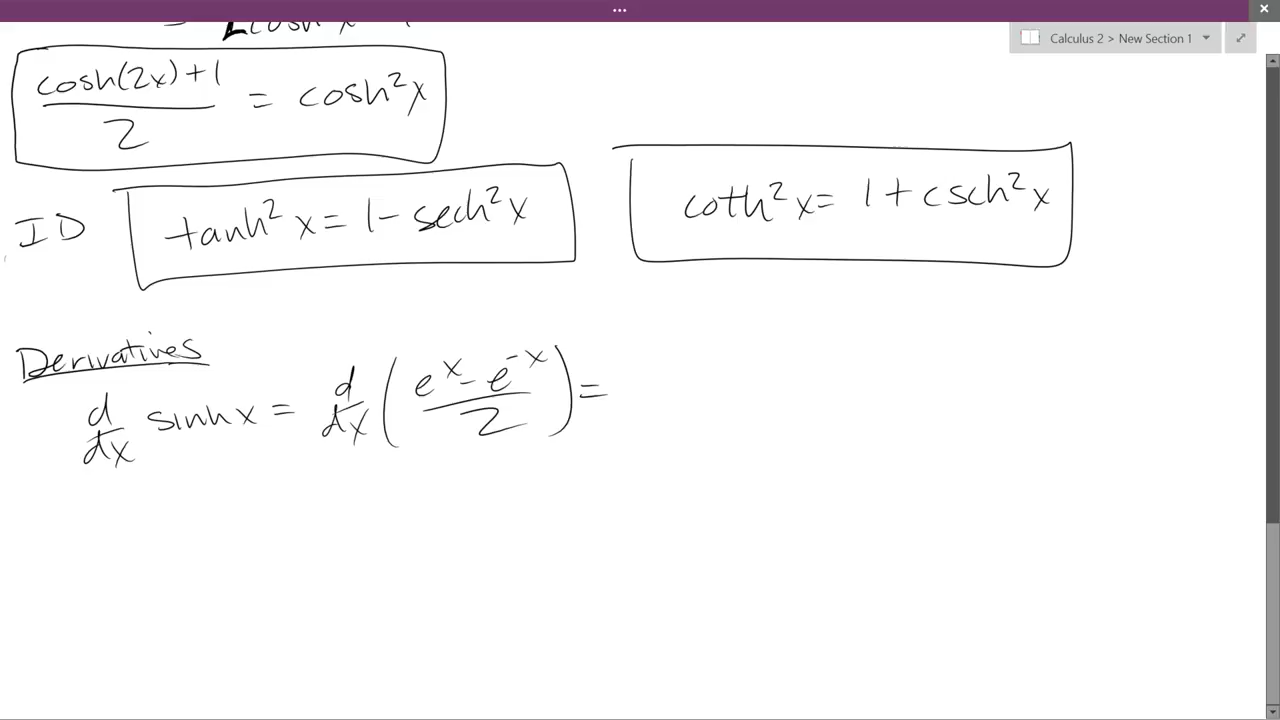 Calculus 2 > New Section 1
cosh(2x)+1 / 2 = cosh²x
ID tanh²x = 1 - sech²x coth²x = 1 + csch²x
Derivatives
d/dx sinhx = d/dx (e^x - e^-x / 2) =